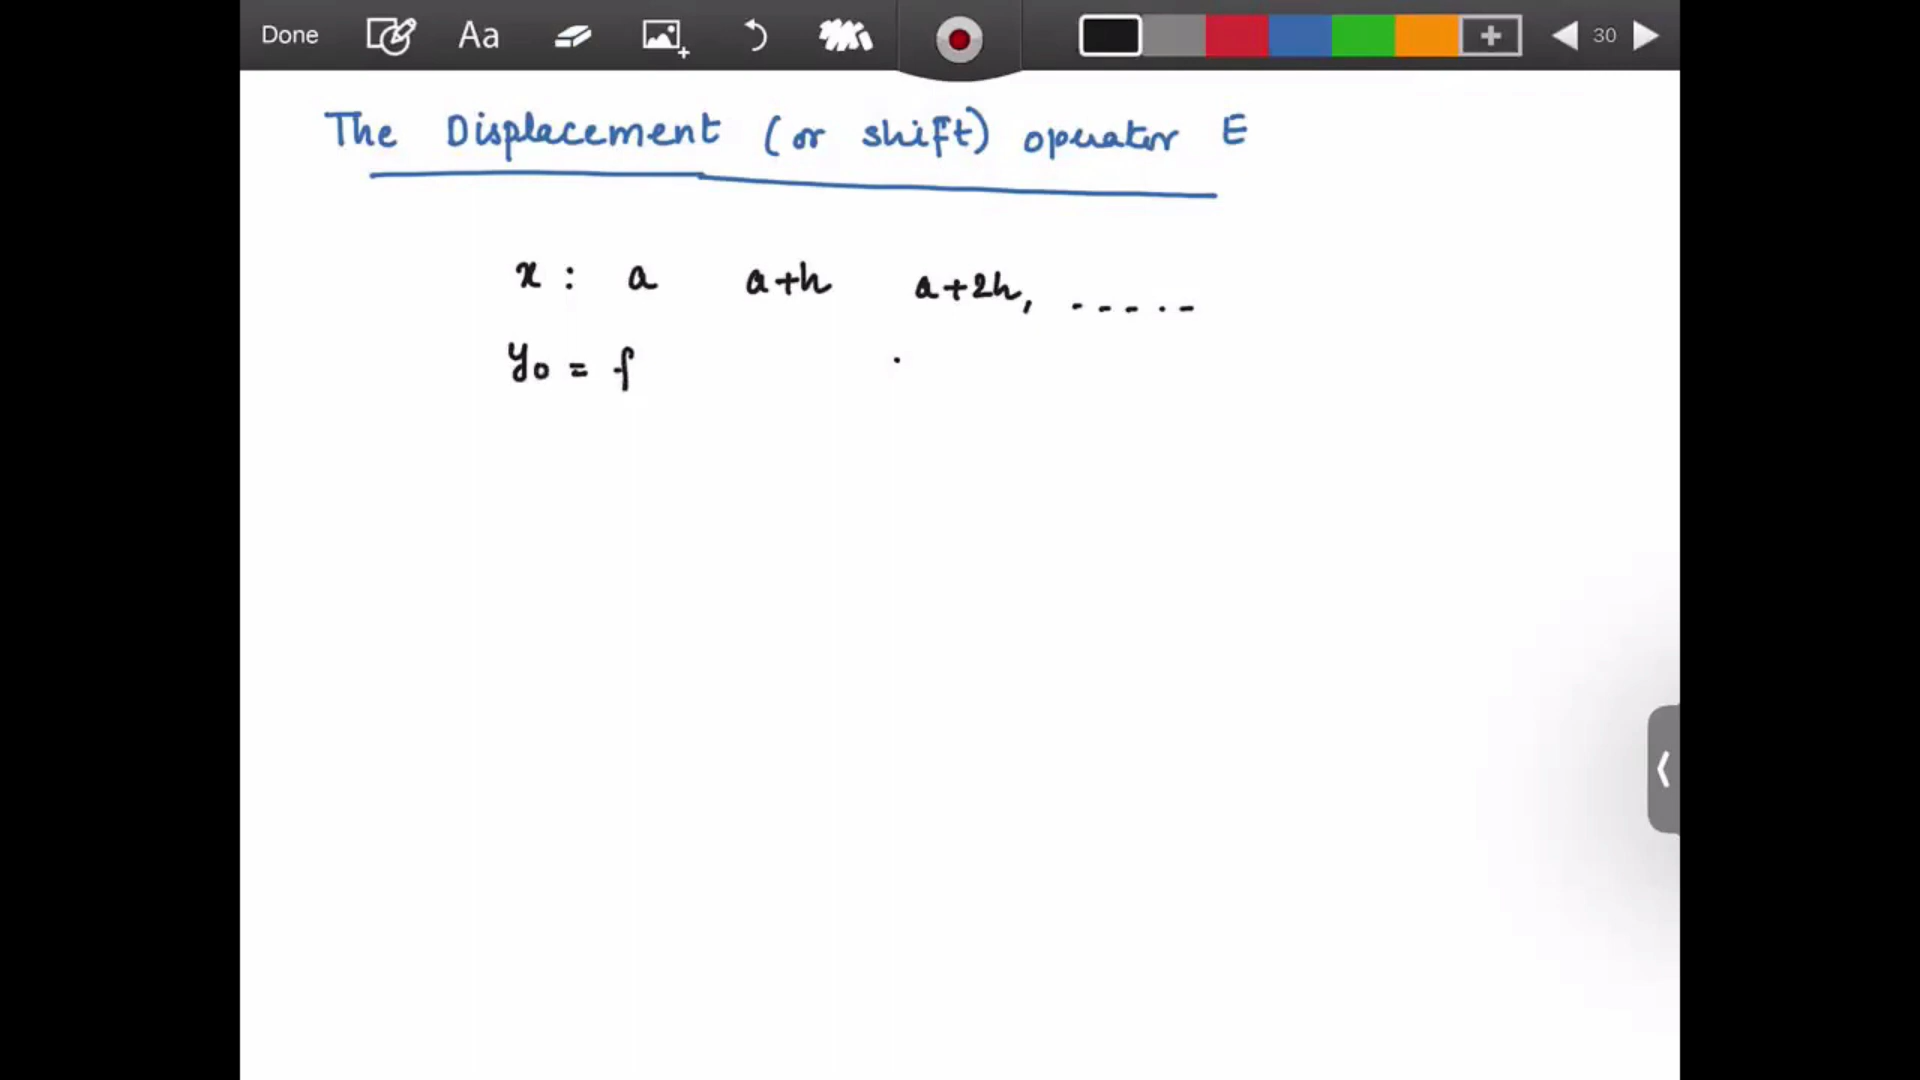 Done Aa 30
The Displacement (or shift) operator E
x : a a+h a+2h, .....
y₀ = f